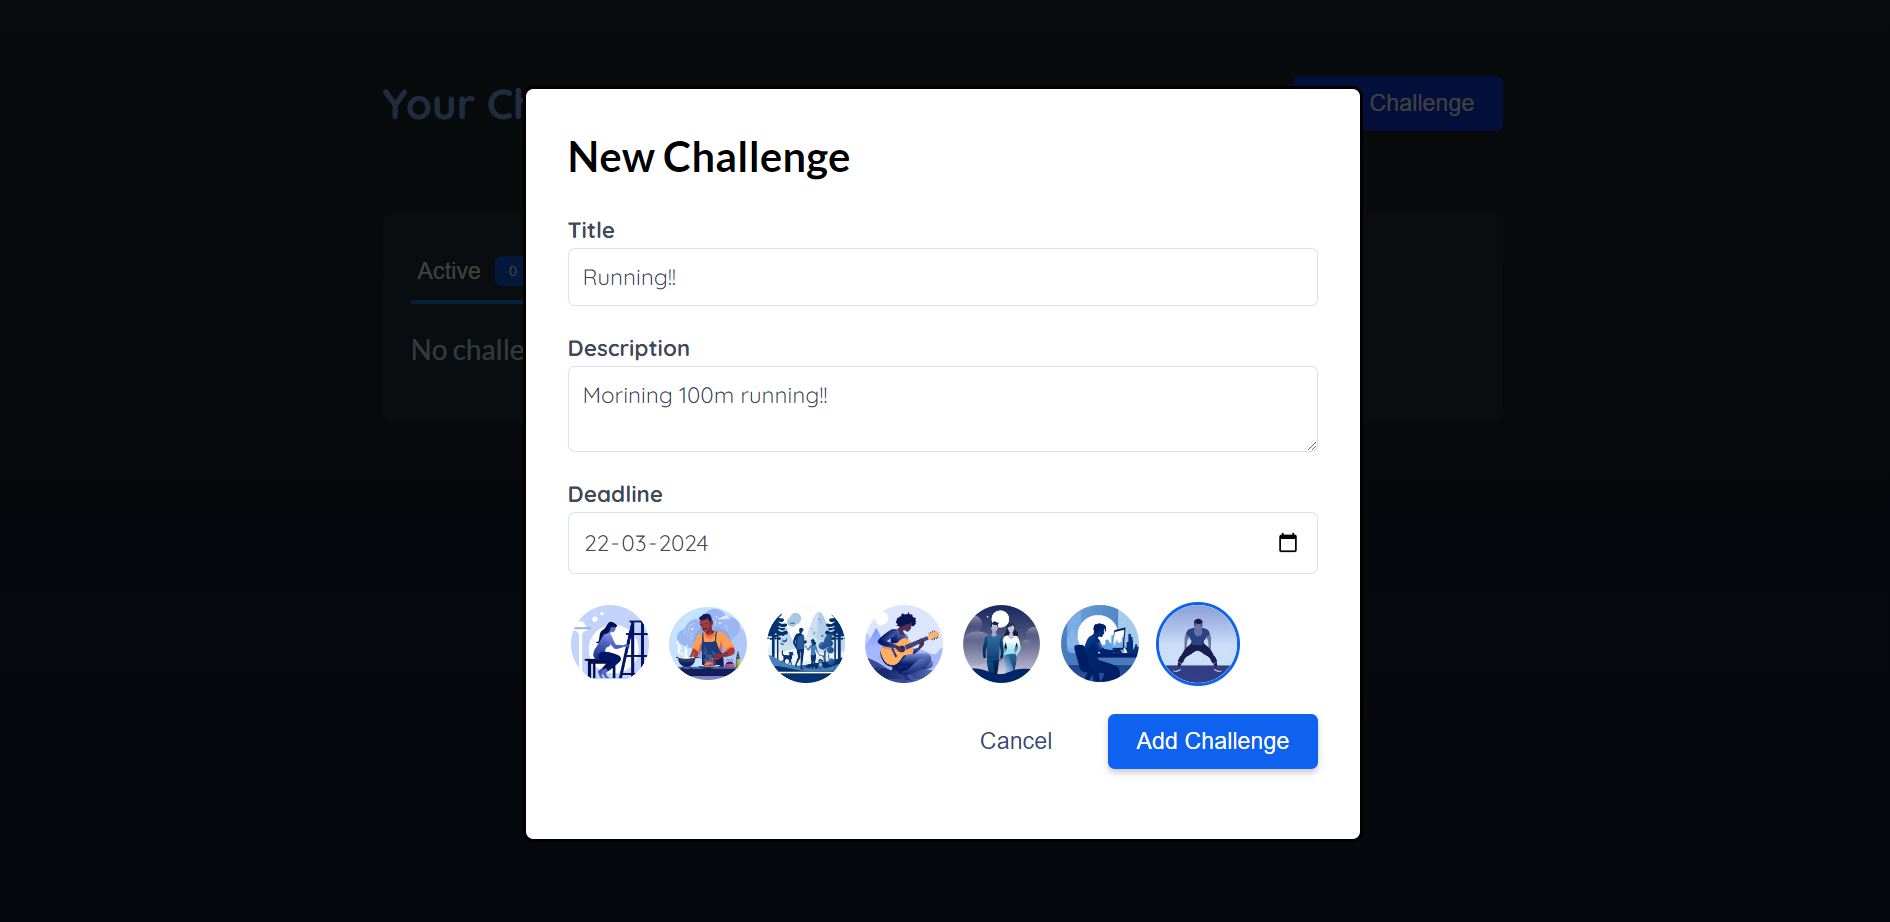 Your Ch
Challenge
New Challenge
Title
Running!!
Active 0
Description
No challe
Morining 100m running!!
Deadline
22-03-2024
Cancel
Add Challenge